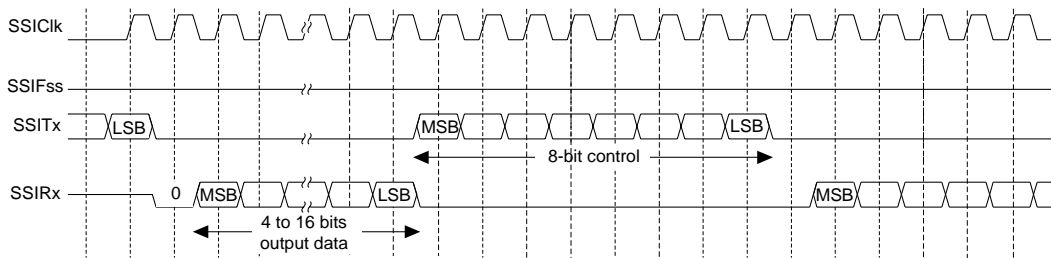 SSIClk
SSIFss
SSITx
LSB
MSB
LSB
8-bit control
SSIRx
0
MSB
LSB
MSB
4 to 16 bits
output data